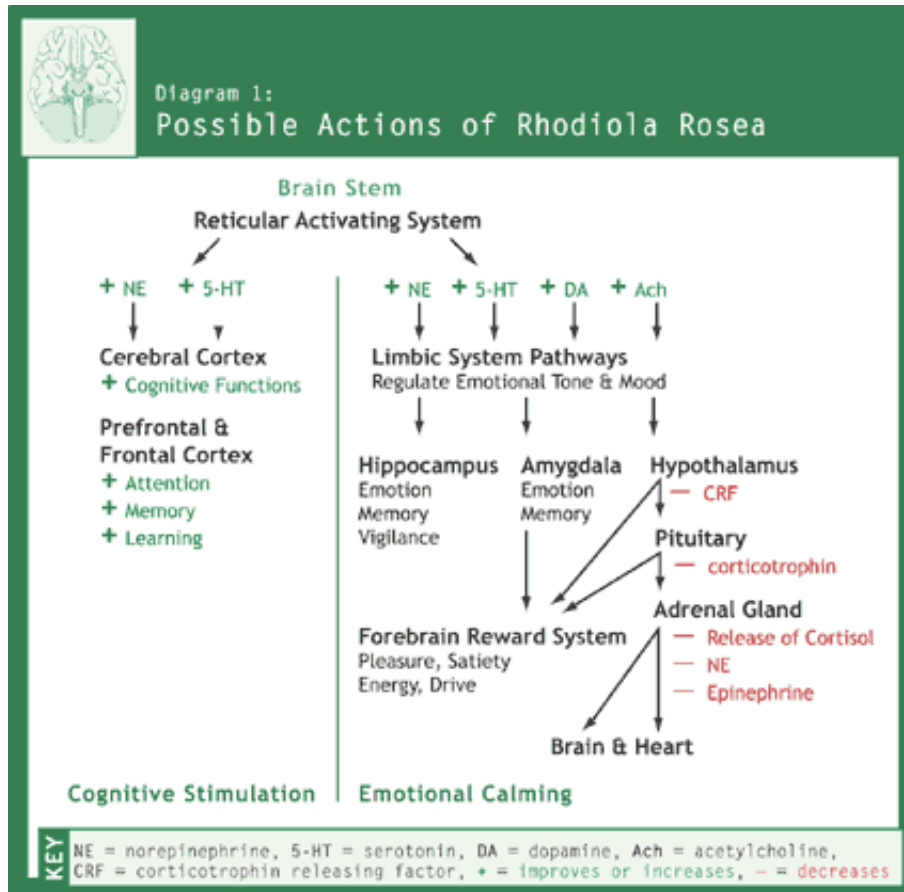 Diagram 1:
Possible Actions of Rhodiola Rosea
Brain Stem
Reticular Activating System
+ NE + 5-HT
Cerebral Cortex
+ Cognitive Functions
Prefrontal &
Frontal Cortex
+ Attention
+ Memory
+ Learning
Cognitive Stimulation
+ NE + 5-HT + DA + Ach
Limbic System Pathways
Regulate Emotional Tone & Mood
Hippocampus
Emotion
Memory
Vigilance
Amygdala
Emotion
Memory
Hypothalamus
— CRF
Pituitary
— corticotrophin
Adrenal Gland
— Release of Cortisol
— NE
— Epinephrine
Forebrain Reward System
Pleasure, Satiety
Energy, Drive
Brain & Heart
Emotional Calming
KEY
NE = norepinephrine, 5-HT = serotonin, DA = dopamine, Ach = acetylcholine,
CRF = corticotrophin releasing factor, + = improves or increases, — = decreases